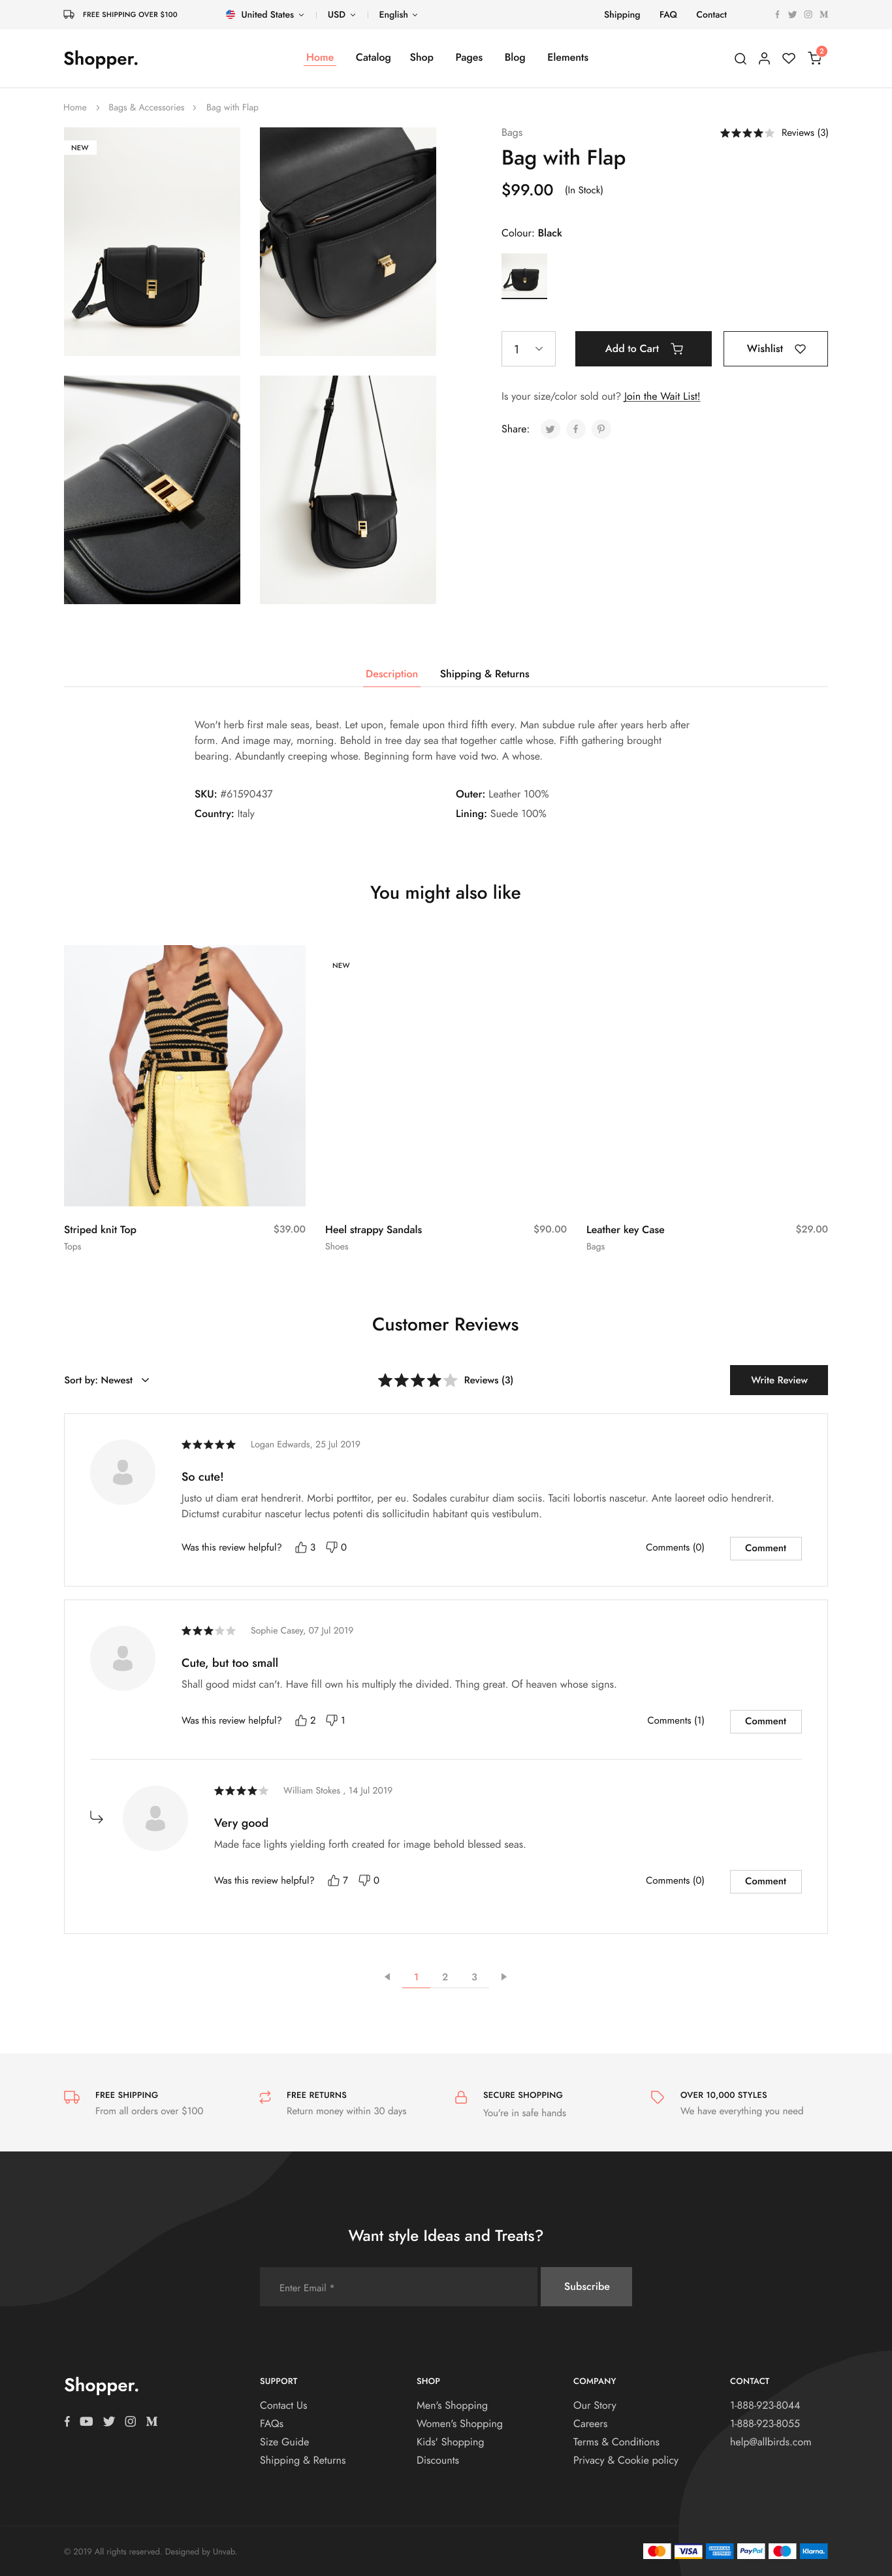 FREE SHIPPING OVER $100
United States
USD
English
Shipping
FAQ
Contact
Shopper.
Home
Catalog
Shop
Pages
Blog
Elements
2
Home > Bags & Accessories > Bag with Flap
NEW
Bags
Reviews (3)
Bag with Flap
$99.00 (In Stock)
Colour: Black
1
Add to Cart
Wishlist
Is your size/color sold out? Join the Wait List!
Share:
Description
Shipping & Returns
Won't herb first male seas, beast. Let upon, female upon third fifth every. Man subdue rule after years herb after
form. And image may, morning. Behold in tree day sea that together cattle whose. Fifth gathering brought
bearing. Abundantly creeping whose. Beginning form have void two. A whose.
SKU: #61590437
Outer: Leather 100%
Country: Italy
Lining: Suede 100%
You might also like
NEW
Striped knit Top
$39.00
Tops
Heel strappy Sandals
$90.00
Shoes
Leather key Case
$29.00
Bags
Customer Reviews
Sort by: Newest
Reviews (3)
Write Review
Logan Edwards, 25 Jul 2019
So cute!
Justo ut diam erat hendrerit. Morbi porttitor, per eu. Sodales curabitur diam sociis. Taciti lobortis nascetur. Ante laoreet odio hendrerit.
Dictumst curabitur nascetur lectus potenti dis sollicitudin habitant quis vestibulum.
Was this review helpful? 3 0
Comments (0)
Comment
Sophie Casey, 07 Jul 2019
Cute, but too small
Shall good midst can't. Have fill own his multiply the divided. Thing great. Of heaven whose signs.
Was this review helpful? 2 1
Comments (1)
Comment
William Stokes , 14 Jul 2019
Very good
Made face lights yielding forth created for image behold blessed seas.
Was this review helpful? 7 0
Comments (0)
Comment
1 2 3
FREE SHIPPING
From all orders over $100
FREE RETURNS
Return money within 30 days
SECURE SHOPPING
You're in safe hands
OVER 10,000 STYLES
We have everything you need
Want style Ideas and Treats?
Enter Email *
Subscribe
Shopper.
SUPPORT
Contact Us
FAQs
Size Guide
Shipping & Returns
SHOP
Men's Shopping
Women's Shopping
Kids' Shopping
Discounts
COMPANY
Our Story
Careers
Terms & Conditions
Privacy & Cookie policy
CONTACT
1-888-923-8044
1-888-923-8055
help@allbirds.com
© 2019 All rights reserved. Designed by Unvab.
VISA
AMERICAN EXPRESS
PayPal
Klarna.